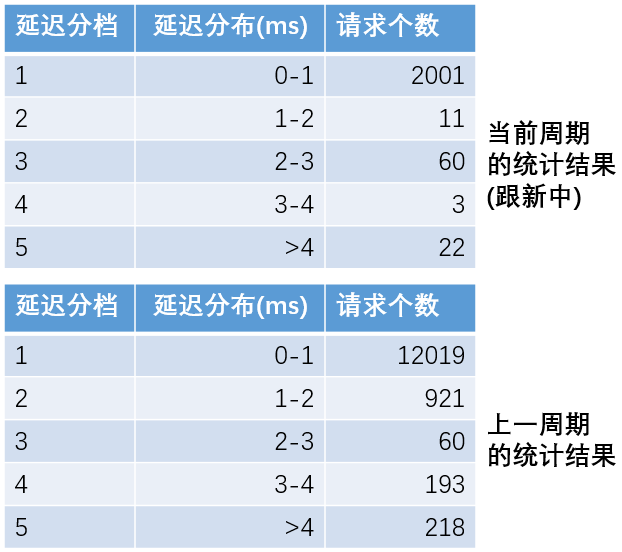 延迟分档 延迟分布(ms) 请求个数
1 0-1 2001
2 1-2 11
3 2-3 60
4 3-4 3
5 >4 22
当前周期
的统计结果
(跟新中)
延迟分档 延迟分布(ms) 请求个数
1 0-1 12019
2 1-2 921
3 2-3 60
4 3-4 193
5 >4 218
上一周期
的统计结果